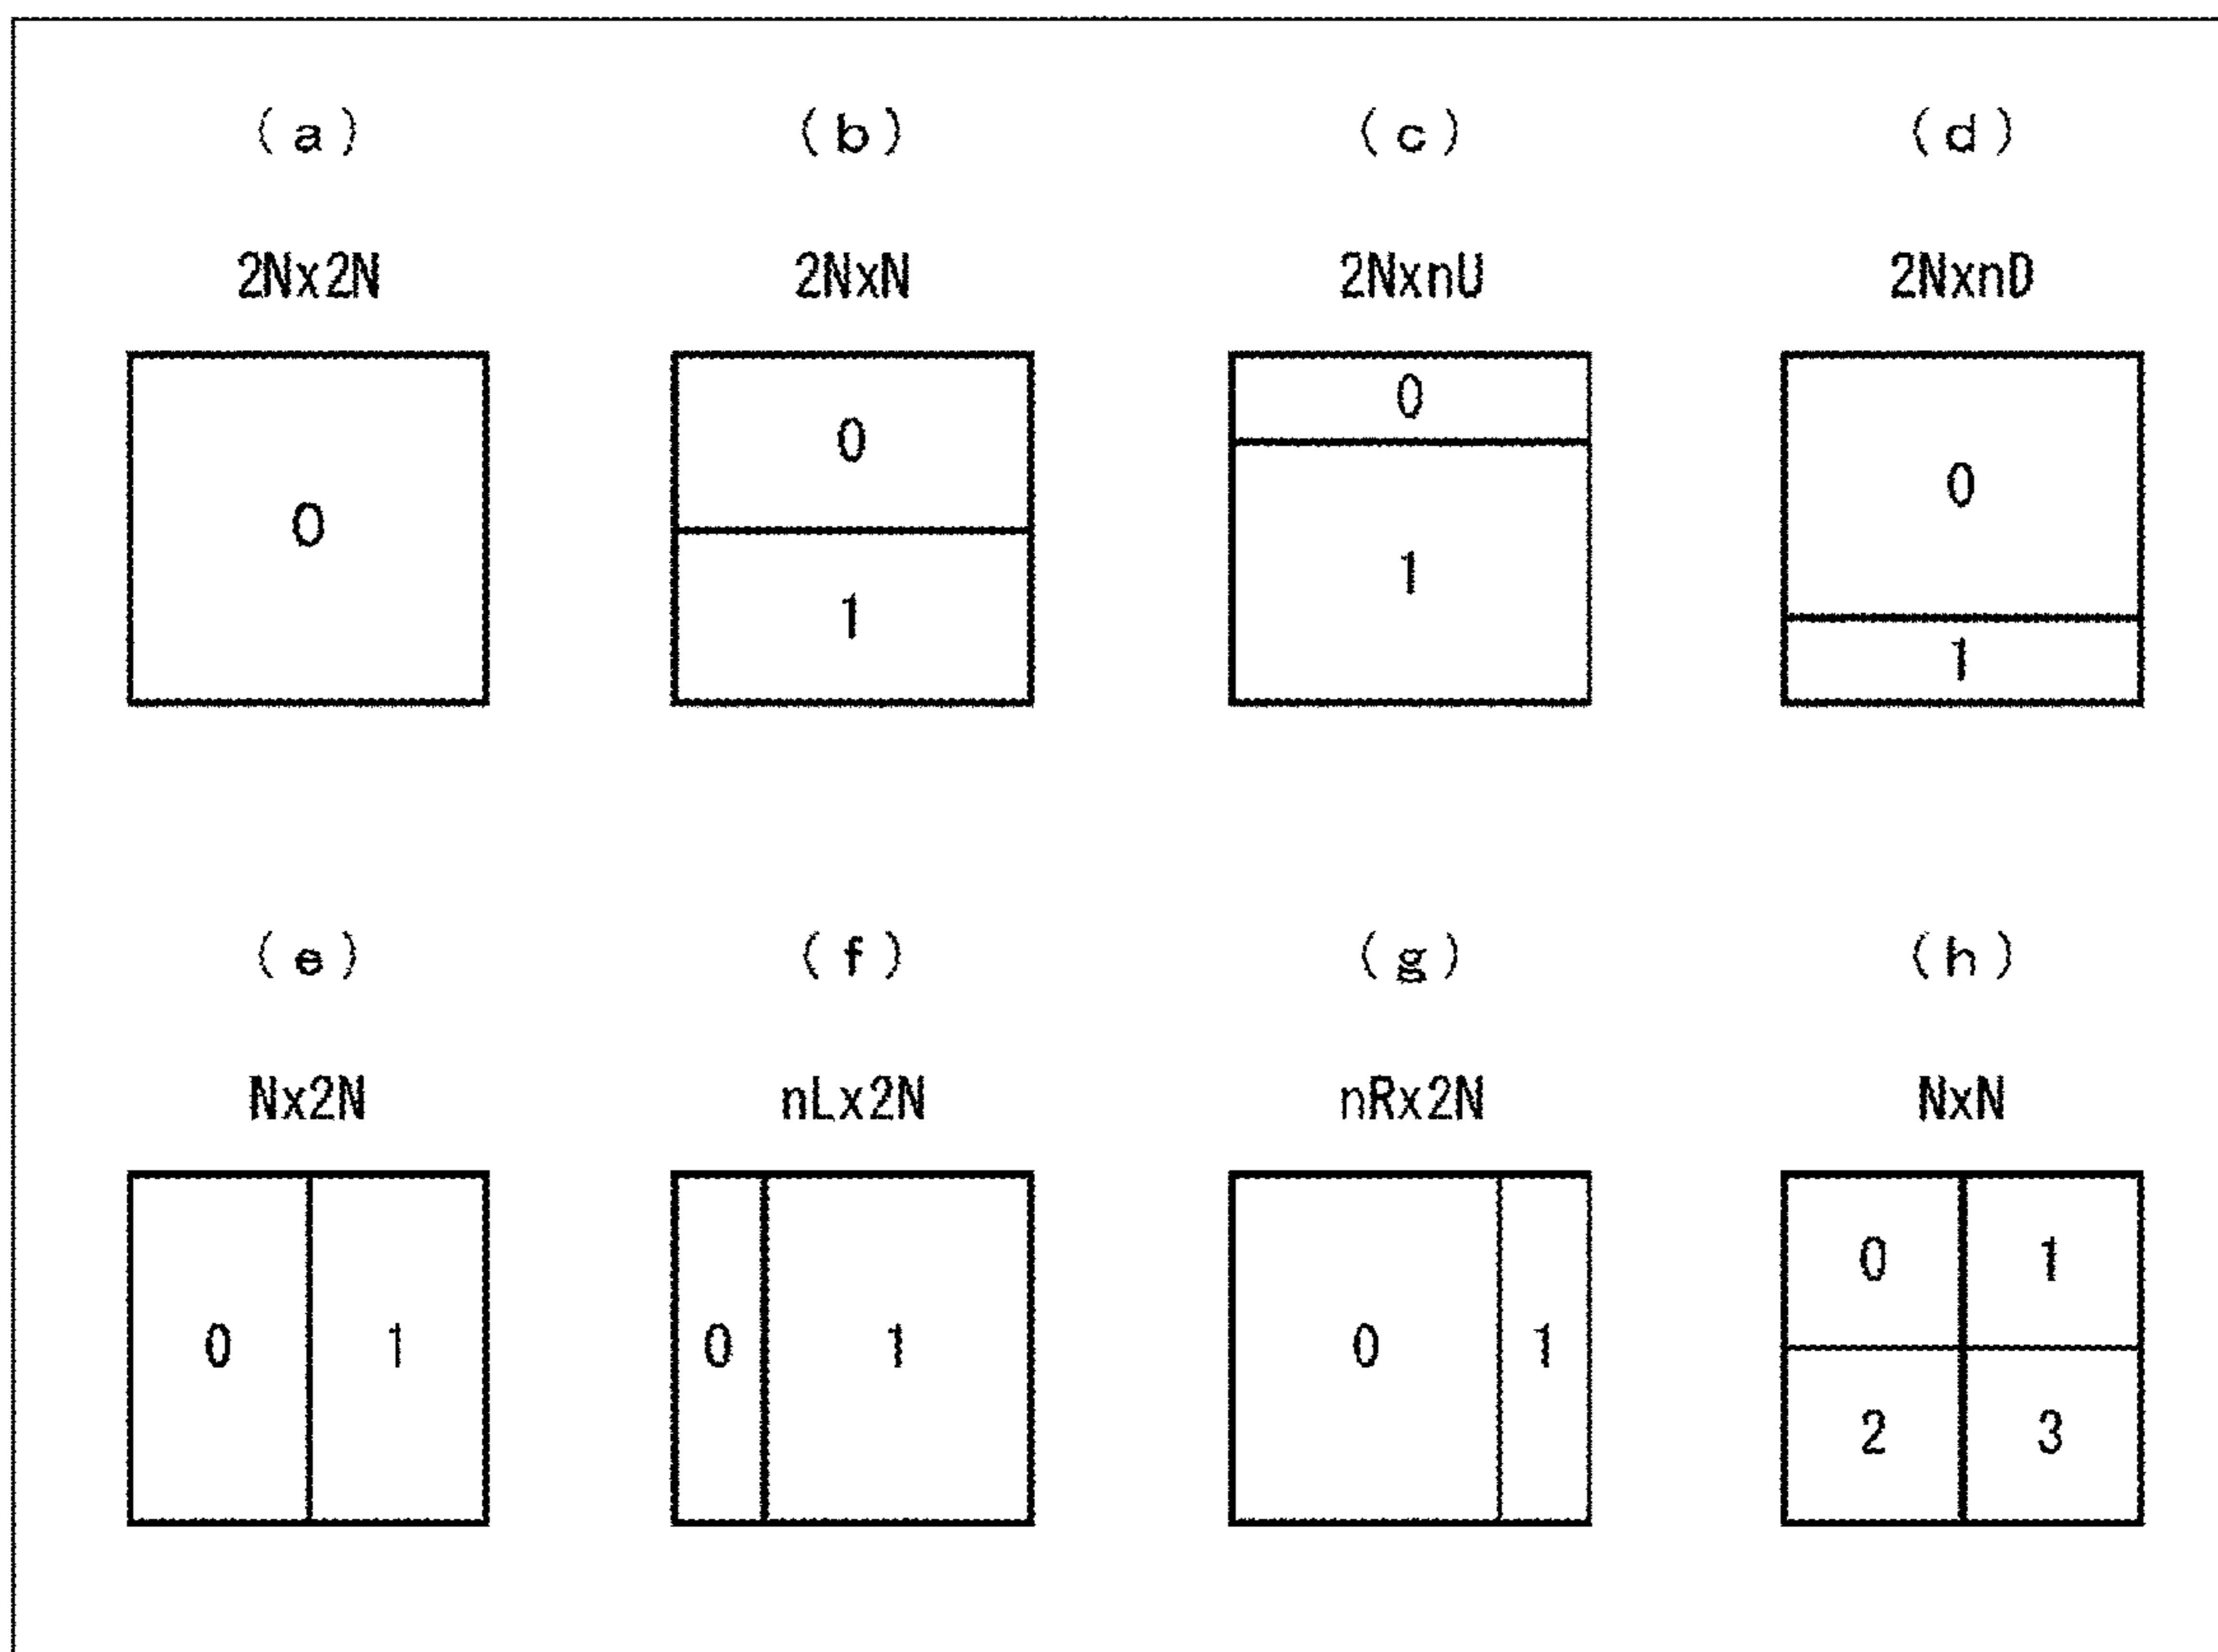 (a) (b) (c) (d)
2Nx2N 2NxN 2NxnU 2NxnD
0 0 0 0
1 1 1
(e) (f) (g) (h)
Nx2N nLx2N nRx2N NxN
0 1 0 1 0 1 0 1
2 3